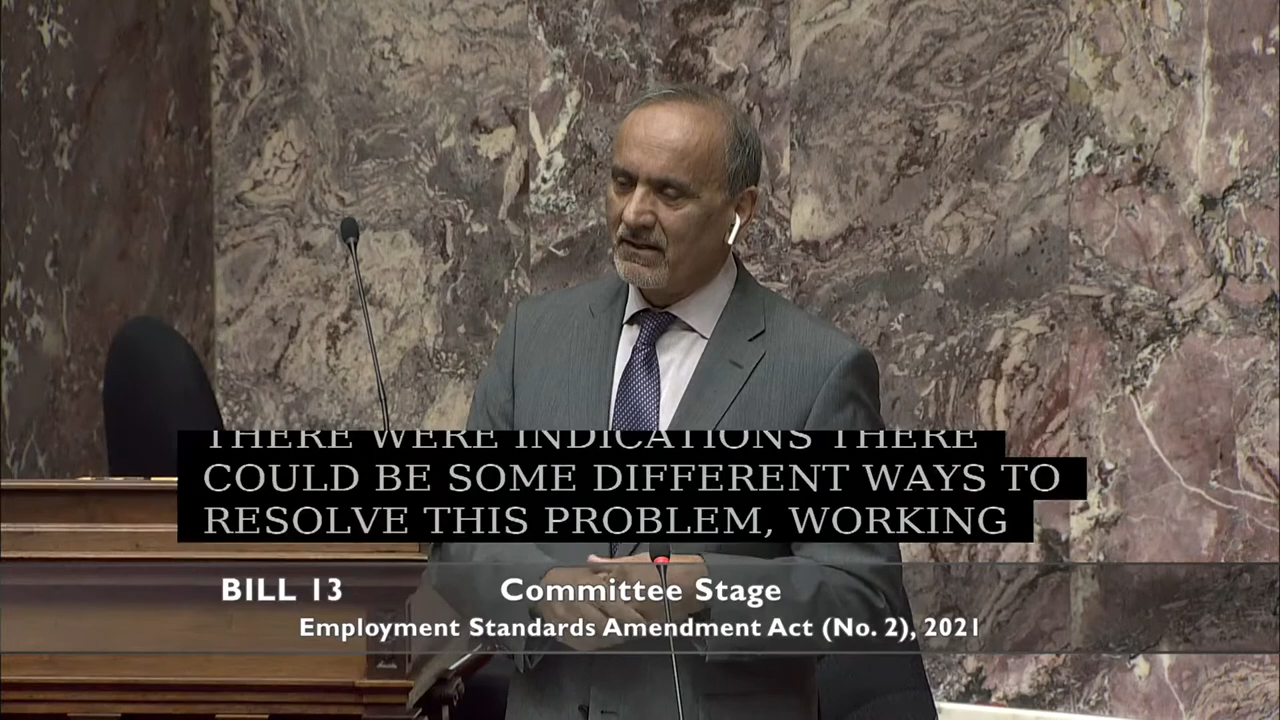 THERE WERE INDICATIONS THERE
COULD BE SOME DIFFERENT WAYS TO
RESOLVE THIS PROBLEM, WORKING
BILL 13
Committee Stage
Employment Standards Amendment Act (No. 2), 2021